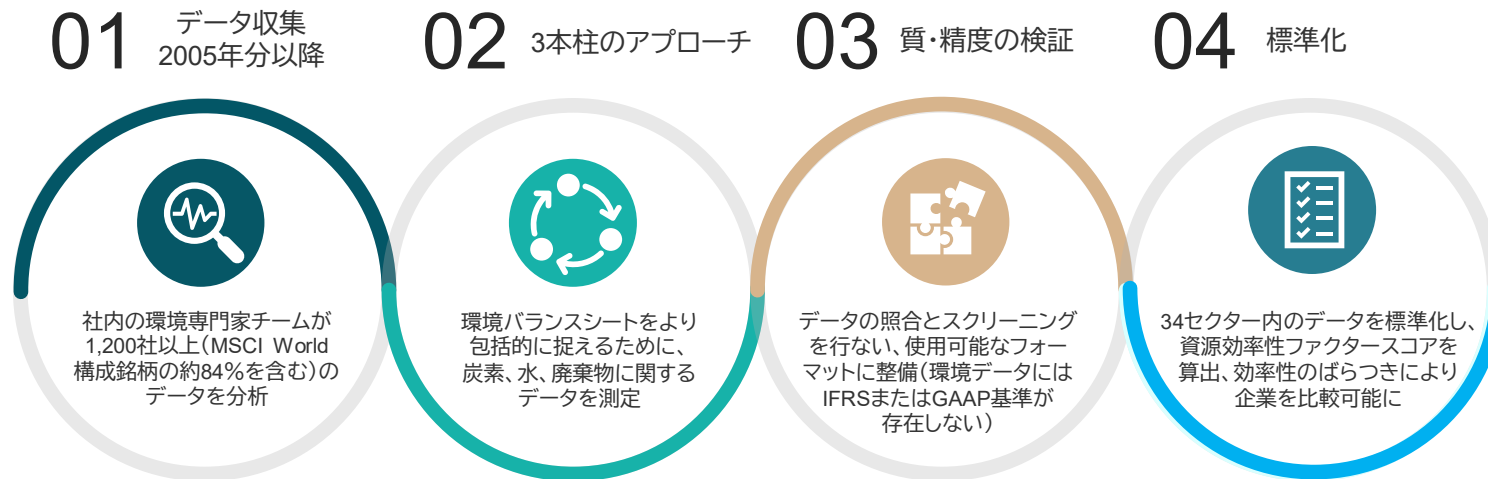 01
データ収集
2005年分以降
02
3本柱のアプローチ
03
質・精度の検証
04
標準化
社内の環境専門家チームが
1,200社以上（MSCI World
構成銘柄の約84%を含む）の
データを分析
環境バランスシートをより
包括的に捉えるために、
炭素、水、廃棄物に関する
データを測定
データの照合とスクリーニング
を行ない、使用可能なフォー
マットに整備（環境データには
IFRSまたはGAAP基準が
存在しない）
34セクター内のデータを標準化し、
資源効率性ファクタースコアを
算出、効率性のばらつきにより
企業を比較可能に